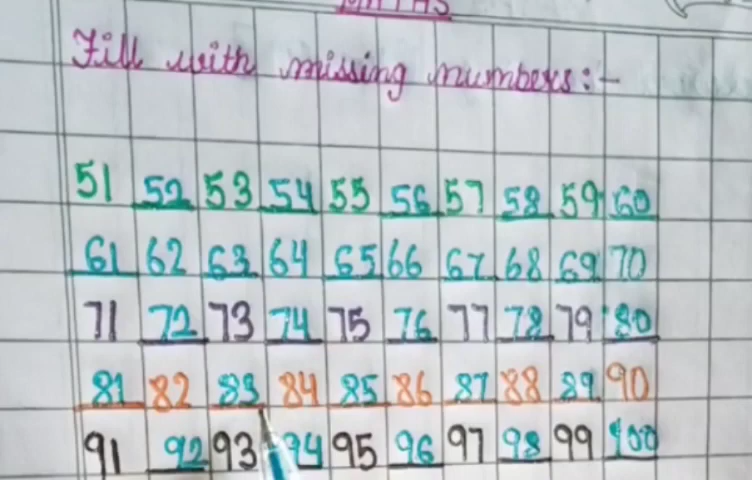 MATHS
Fill with missing numbers:-
51 52 53 54 55 56 57 58 59 60
61 62 63 64 65 66 67 68 69 70
71 72 73 74 75 76 77 78 79 80
81 82 83 84 85 86 87 88 89 90
91 92 93 94 95 96 97 98 99 100